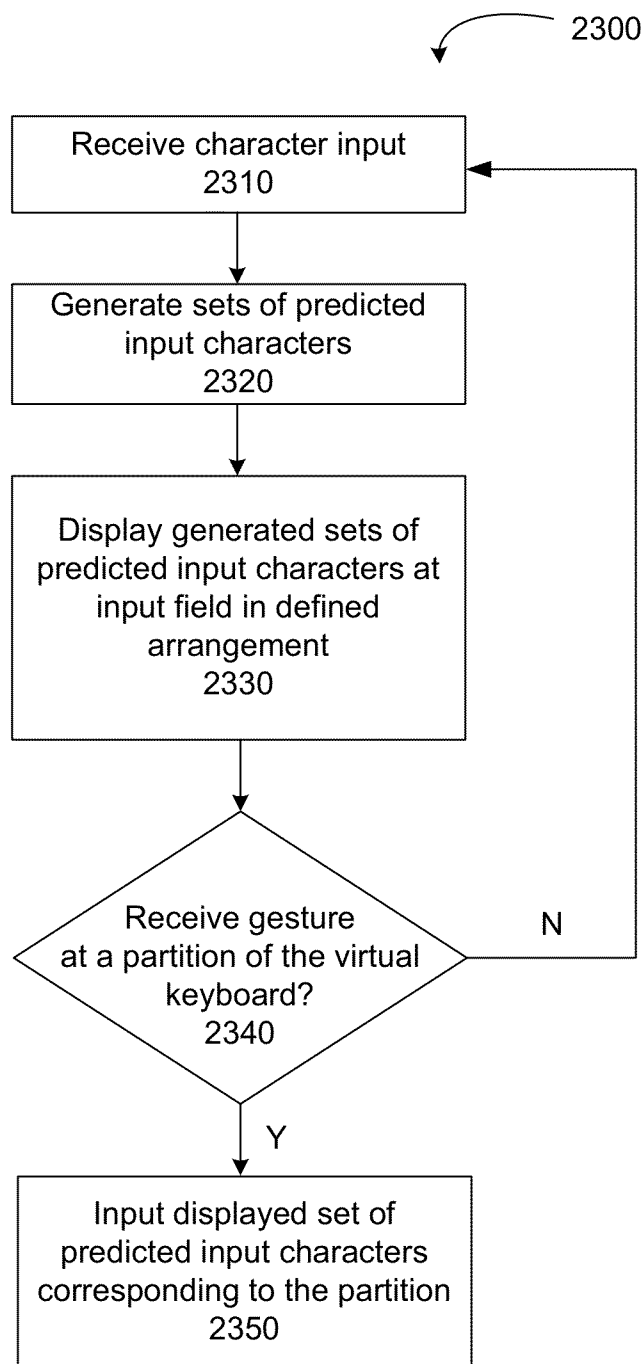 2300
Receive character input
2310
Generate sets of predicted
input characters
2320
Display generated sets of
predicted input characters at
input field in defined
arrangement
2330
Receive gesture
at a partition of the virtual
keyboard?
2340
N
Y
Input displayed set of
predicted input characters
corresponding to the partition
2350